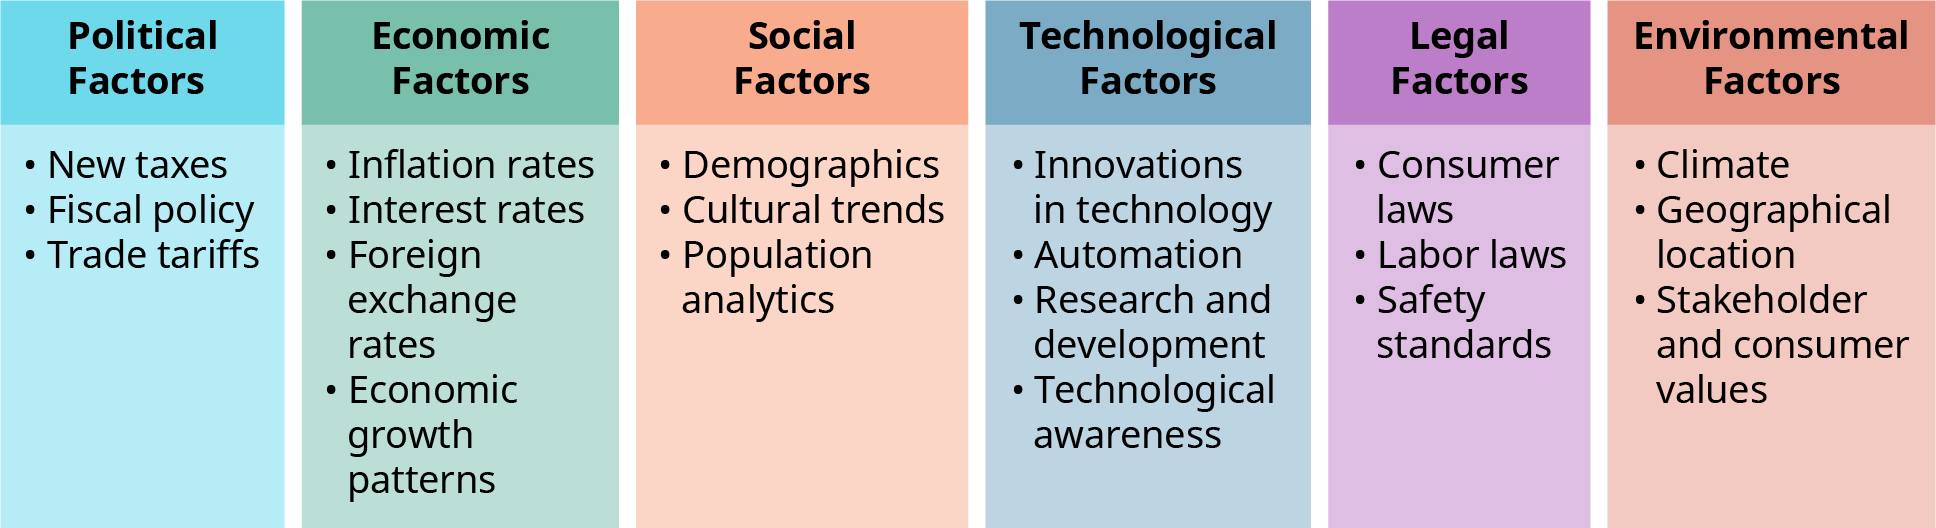 Political
Factors
• New taxes
• Fiscal policy
• Trade tariffs
Economic
Factors
• Inflation rates
• Interest rates
• Foreign
exchange
rates
• Economic
growth
patterns
Social
Factors
• Demographics
• Cultural trends
• Population
analytics
Technological
Factors
• Innovations
in technology
• Automation
• Research and
development
• Technological
awareness
Legal
Factors
• Consumer
laws
• Labor laws
• Safety
standards
Environmental
Factors
• Climate
• Geographical
location
• Stakeholder
and consumer
values